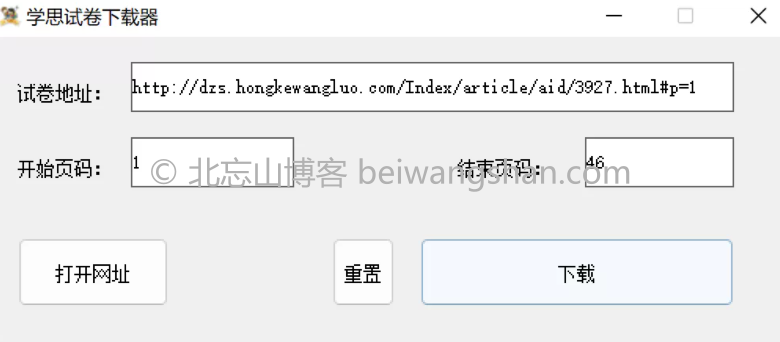 学思试卷下载器
试卷地址： http://dzs.hongkewangluo.com/Index/article/aid/3927.html#p=1
开始页码： 1 结束页码： 46
© 北忘山博客 beiwangshan.com
打开网址 重置 下载